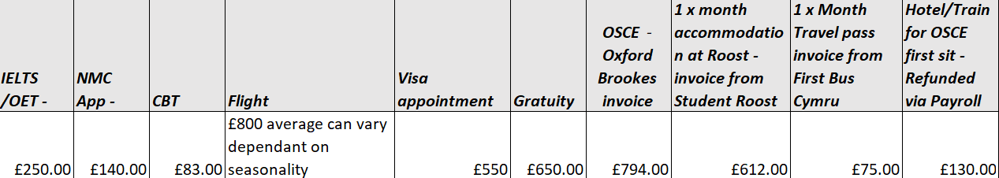 IELTS
/OET -
NMC
App -
CBT
Flight
Visa
appointment
Gratuity
OSCE -
Oxford
Brookes
invoice
1 x month
accommodatio
n at Roost -
invoice from
Student Roost
1 x Month
Travel pass
invoice from
First Bus
Cymru
Hotel/Train
for OSCE
first sit -
Refunded
via Payroll
£250.00
£140.00
£83.00
£800 average can vary
dependant on
seasonality
£550
£650.00
£794.00
£612.00
£75.00
£130.00